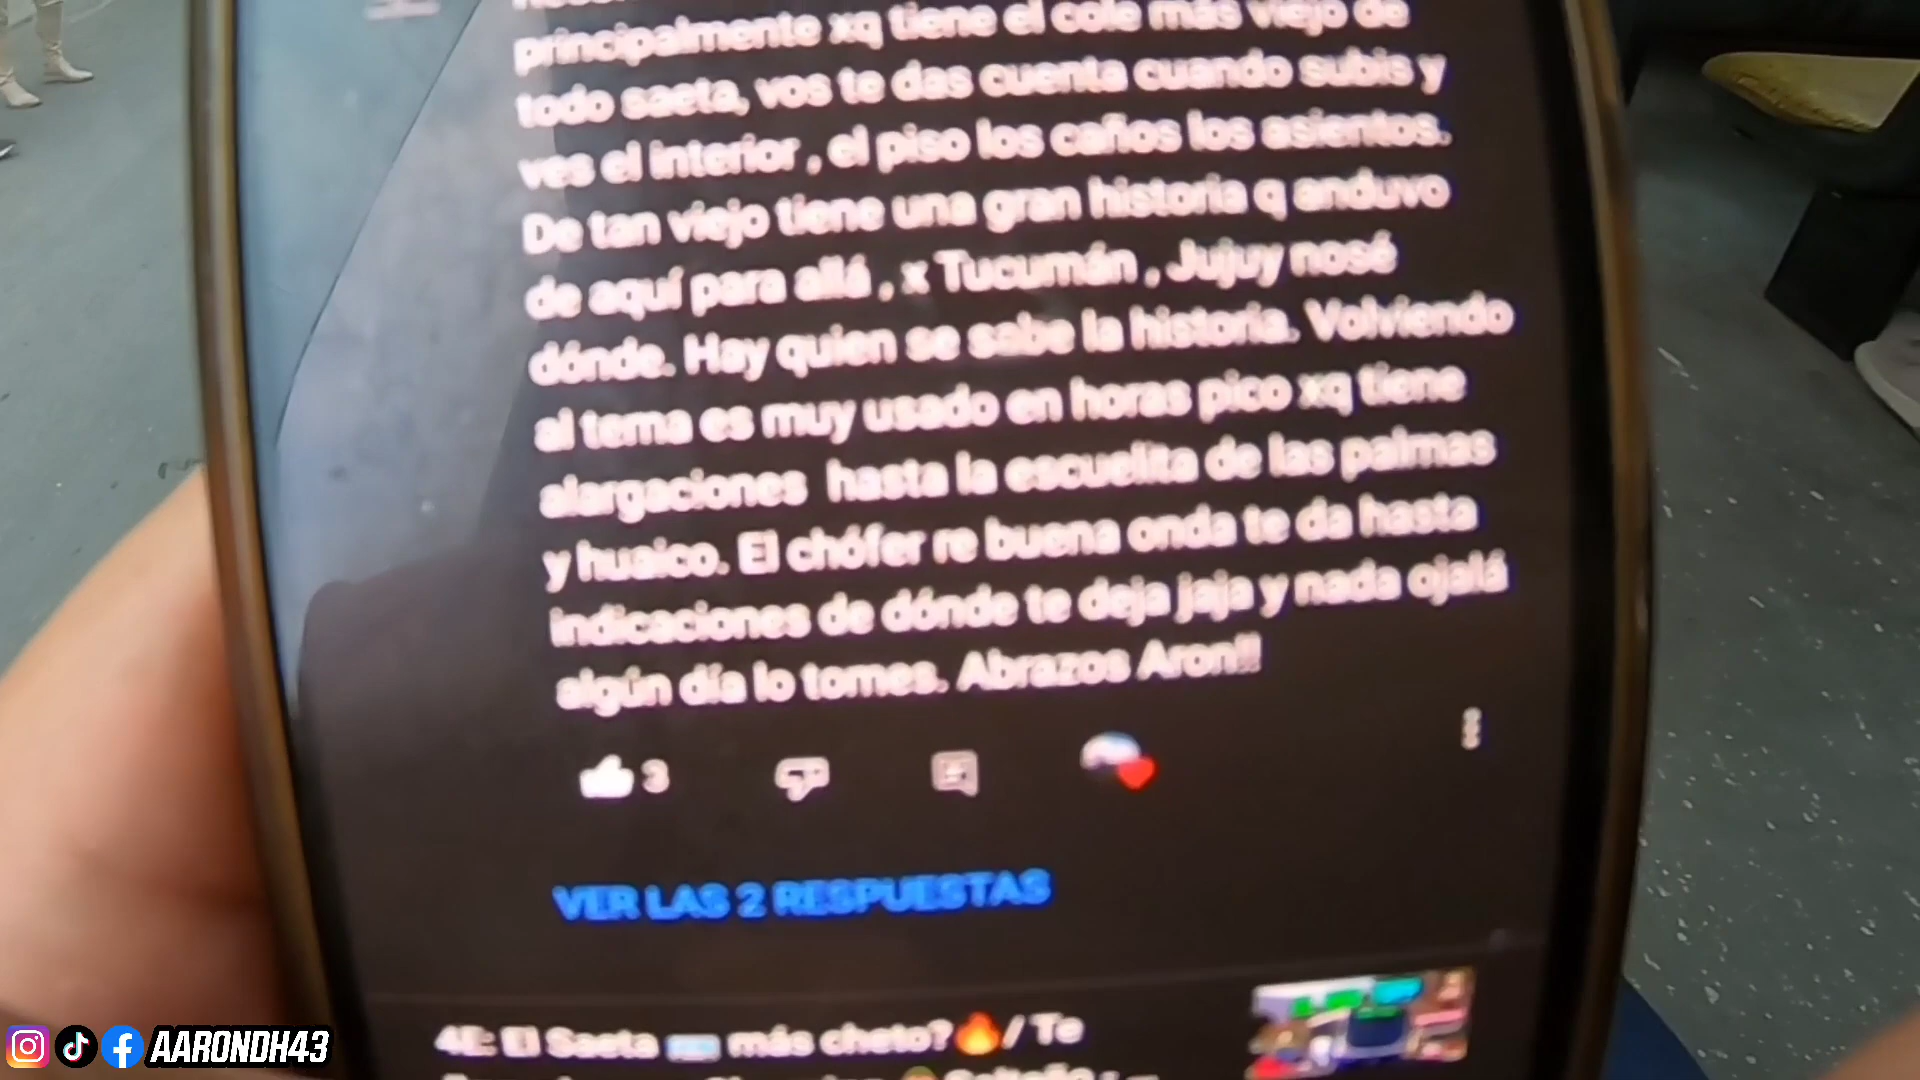 principalmente xq tiene el cole más viejo de
todo saeta, vos te das cuenta cuando subis y
ves el interior , el piso los caños los asientos.
De tan viejo tiene una gran historia q anduvo
de aquí para allá , x Tucumán , Jujuy nosé
dónde. Hay quien se sabe la historia. Volviendo
al tema es muy usado en horas pico xq tiene
alargaciones hasta la escuelita de las palmas
y huaico. El chófer re buena onda te da hasta
indicaciones de dónde te deja jaja y nada ojalá
algún día lo tomes. Abrazos Aron!!
3
VER LAS 2 RESPUESTAS
4E: El Saeta más cheto?🔥/ Te
AARONDH43